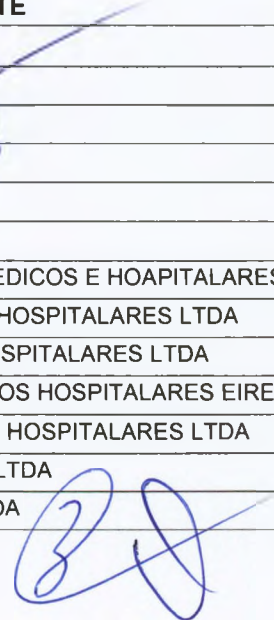 TE
EDICOS E HOAPITALARES
HOSPITALARES LTDA
SPITALARES LTDA
OS HOSPITALARES EIRE
HOSPITALARES LTDA
LTDA
DA